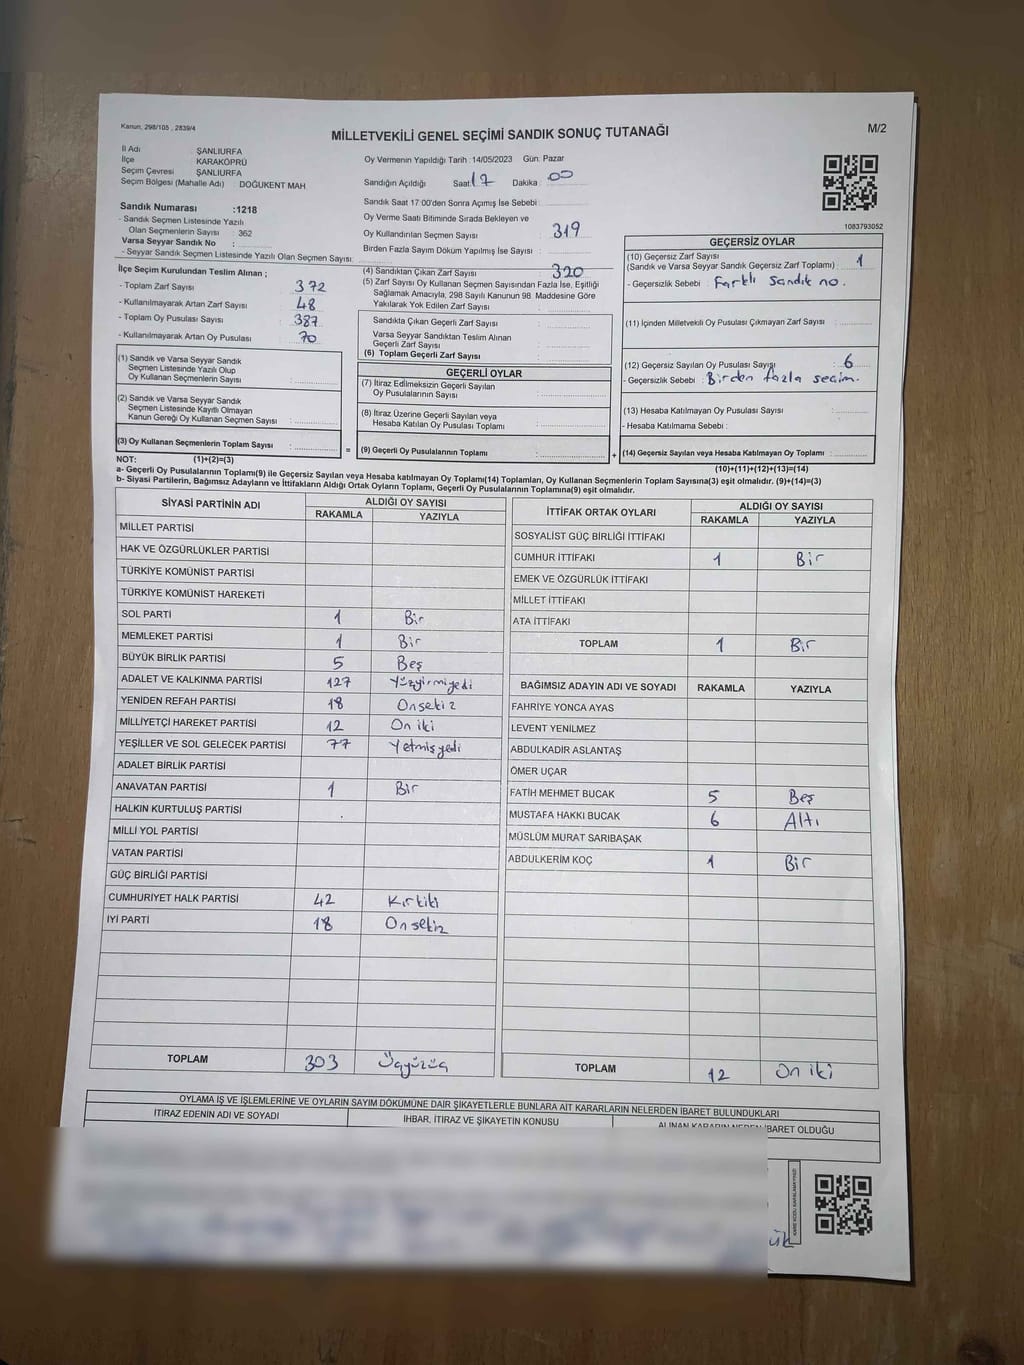 Kanun, 298/105 , 2839/4
MİLLETVEKİLİ GENEL SEÇİMİ SANDIK SONUÇ TUTANAĞI
M/2
İl Adı : ŞANLIURFA
İlçe : KARAKÖPRÜ
Seçim Çevresi : ŞANLIURFA
Seçim Bölgesi (Mahalle Adı) : DOĞUKENT MAH
Oy Vermenin Yapıldığı Tarih : 14/05/2023 Gün: Pazar
Sandığın Açıldığı Saat: 17 Dakika : 00
Sandık Saat 17:00'den Sonra Açımış İse Sebebi :
Sandık Numarası :1218
- Sandık Seçmen Listesinde Yazılı
Olan Seçmenlerin Sayısı : 362
Varsa Seyyar Sandık No :
- Seyyar Sandık Seçmen Listesinde Yazılı Olan Seçmen Sayısı:
Oy Verme Saati Bitiminde Sırada Bekleyen ve
Oy Kullandırılan Seçmen Sayısı : 319
Birden Fazla Sayım Döküm Yapılmış İse Sayısı :
1083793052
İlçe Seçim Kurulundan Teslim Alınan ;
- Toplam Zarf Sayısı : 372
- Kullanılmayarak Artan Zarf Sayısı : 48
- Toplam Oy Pusulası Sayısı : 387
- Kullanılmayarak Artan Oy Pusulası : 70
(4) Sandıktan Çıkan Zarf Sayısı : 320
(5) Zarf Sayısı Oy Kullanan Seçmen Sayısından Fazla İse, Eşitliği
Sağlamak Amacıyla, 298 Sayılı Kanunun 98. Maddesine Göre
Yakılarak Yok Edilen Zarf Sayısı :
Sandıkta Çıkan Geçerli Zarf Sayısı :
Varsa Seyyar Sandıktan Teslim Alınan
Geçerli Zarf Sayısı :
(6) Toplam Geçerli Zarf Sayısı :
GEÇERSİZ OYLAR
(10) Geçersiz Zarf Sayısı : 1
(Sandık ve Varsa Seyyar Sandık Geçersiz Zarf Toplamı)
- Geçersizlik Sebebi : Farklı Sandık no.
(11) İçinden Milletvekili Oy Pusulası Çıkmayan Zarf Sayısı :
(12) Geçersiz Sayılan Oy Pusulası Sayısı : 6
- Geçersizlik Sebebi : Birden fazla seçim.
(13) Hesaba Katılmayan Oy Pusulası Sayısı :
- Hesaba Katılmama Sebebi :
(14) Geçersiz Sayılan veya Hesaba Katılmayan Oy Toplamı :
(10)+(11)+(12)+(13)=(14)
(1) Sandık ve Varsa Seyyar Sandık
Seçmen Listesinde Yazılı Olup
Oy Kullanan Seçmenlerin Sayısı :
(2) Sandık ve Varsa Seyyar Sandık
Seçmen Listesinde Kayıtlı Olmayan
Kanun Gereği Oy Kullanan Seçmen Sayısı :
(3) Oy Kullanan Seçmenlerin Toplam Sayısı :
GEÇERLİ OYLAR
(7) İtiraz Edilmeksizin Geçerli Sayılan
Oy Pusulalarının Sayısı :
(8) İtiraz Üzerine Geçerli Sayılan veya
Hesaba Katılan Oy Pusulası Toplamı :
= (9) Geçerli Oy Pusulalarının Toplamı : +
NOT: (1)+(2)=(3)
a- Geçerli Oy Pusulalarının Toplamı(9) ile Geçersiz Sayılan veya Hesaba katılmayan Oy Toplamı(14) Toplamları, Oy Kullanan Seçmenlerin Toplam Sayısına(3) eşit olmalıdır. (9)+(14)=(3)
b- Siyasi Partilerin, Bağımsız Adayların ve İttifakların Aldığı Ortak Oyların Toplamı, Geçerli Oy Pusulalarının Toplamına(9) eşit olmalıdır.
SİYASİ PARTİNİN ADI ALDIĞI OY SAYISI
RAKAMLA YAZIYLA
MİLLET PARTİSİ
HAK VE ÖZGÜRLÜKLER PARTİSİ
TÜRKİYE KOMÜNİST PARTİSİ
TÜRKİYE KOMÜNİST HAREKETİ
SOL PARTİ 1 Bir
MEMLEKET PARTİSİ 1 Bir
BÜYÜK BİRLİK PARTİSİ 5 Beş
ADALET VE KALKINMA PARTİSİ 127 Yüzyirmiyedi
YENİDEN REFAH PARTİSİ 18 Onsekiz
MİLLİYETÇİ HAREKET PARTİSİ 12 On iki
YEŞİLLER VE SOL GELECEK PARTİSİ 77 Yetmişyedi
ADALET BİRLİK PARTİSİ
ANAVATAN PARTİSİ 1 Bir
HALKIN KURTULUŞ PARTİSİ
MİLLİ YOL PARTİSİ
VATAN PARTİSİ
GÜÇ BİRLİĞİ PARTİSİ
CUMHURİYET HALK PARTİSİ 42 Kırkiki
İYİ PARTİ 18 Onsekiz
TOPLAM 303 Üçyüzüç
İTTİFAK ORTAK OYLARI ALDIĞI OY SAYISI
RAKAMLA YAZIYLA
SOSYALİST GÜÇ BİRLİĞİ İTTİFAKI
CUMHUR İTTİFAKI 1 Bir
EMEK VE ÖZGÜRLÜK İTTİFAKI
MİLLET İTTİFAKI
ATA İTTİFAKI
TOPLAM 1 Bir
BAĞIMSIZ ADAYIN ADI VE SOYADI RAKAMLA YAZIYLA
FAHRİYE YONCA AYAS
LEVENT YENİLMEZ
ABDULKADİR ASLANTAŞ
ÖMER UÇAR
FATİH MEHMET BUCAK 5 Beş
MUSTAFA HAKKI BUCAK 6 Altı
MÜSLÜM MURAT SARIBAŞAK
ABDULKERİM KOÇ 1 Bir
TOPLAM 12 On iki
OYLAMA İŞ VE İŞLEMLERİNE VE OYLARIN SAYIM DÖKÜMÜNE DAİR ŞİKAYETLERLE BUNLARA AİT KARARLARIN NELERDEN İBARET BULUNDUKLARI
İTİRAZ EDENİN ADI VE SOYADI İHBAR, İTİRAZ VE ŞİKAYETİN KONUSU ALINAN KARARIN NEDEN İBARET OLDUĞU